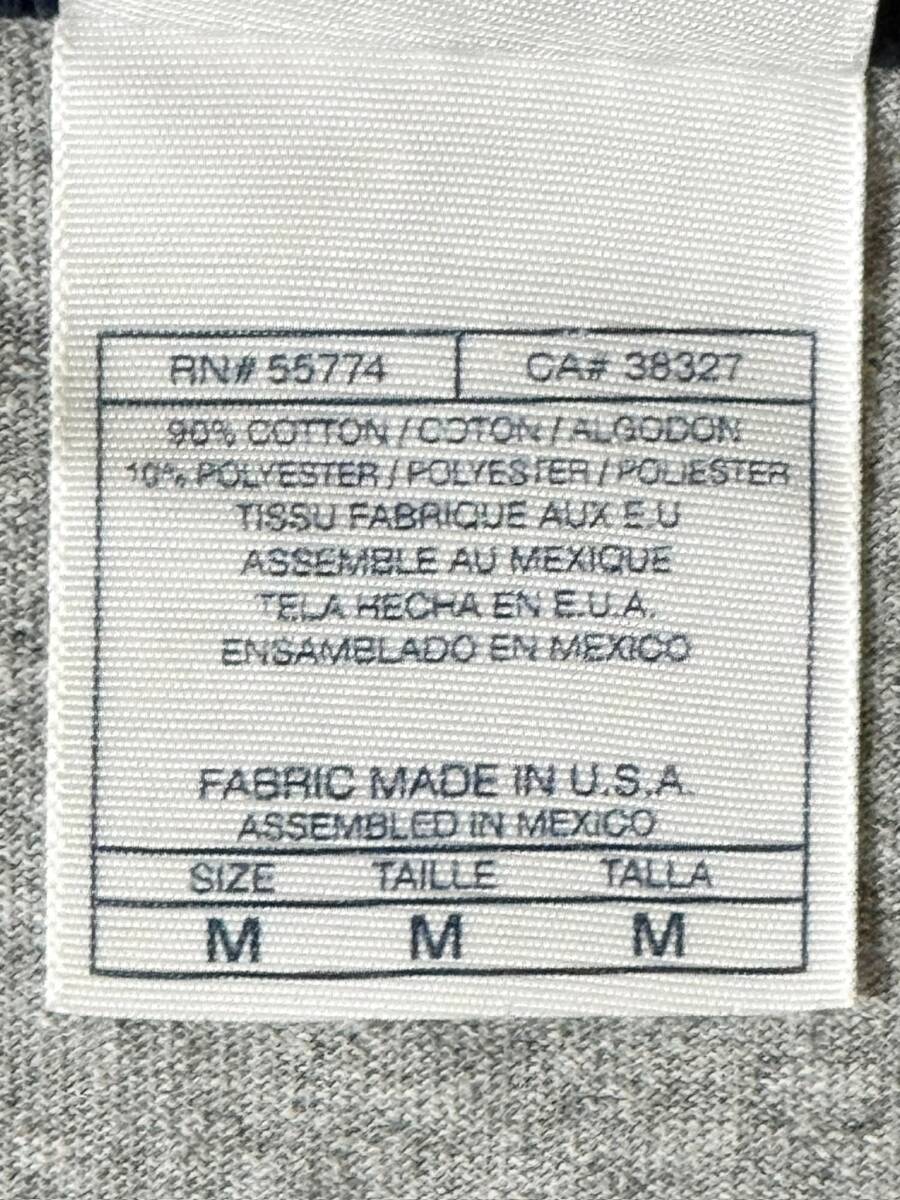 RN# 55774 CA# 38327
90% COTTON / COTON / ALGODON
10% POLYESTER / POLYESTER / POLIESTER
TISSU FABRIQUE AUX E.U
ASSEMBLE AU MEXIQUE
TELA HECHA EN E.U.A.
ENSAMBLADO EN MEXICO
FABRIC MADE IN U.S.A.
ASSEMBLED IN MEXICO
SIZE TAILLE TALLA
M M M